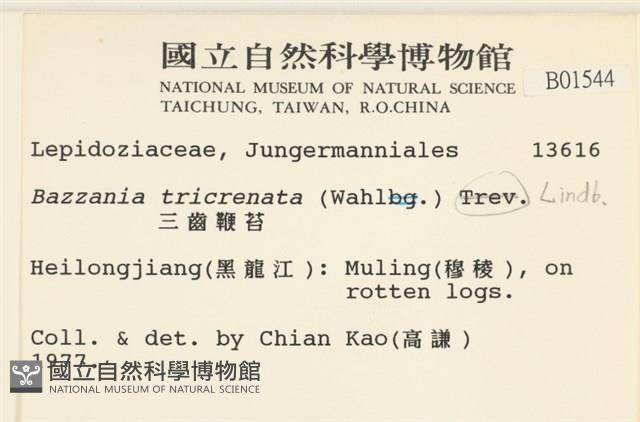 國立自然科學博物館
NATIONAL MUSEUM OF NATURAL SCIENCE
TAICHUNG, TAIWAN, R.O.CHINA
B01544
Lepidoziaceae, Jungermanniales 13616
Bazzania tricrenata (Wahlbg.) Trev. Lindb.
三齒鞭苔
Heilongjiang(黑龍江): Muling(穆稜), on
rotten logs.
Coll. & det. by Chian Kao(高謙)
1977.
國立自然科學博物館
NATIONAL MUSEUM OF NATURAL SCIENCE